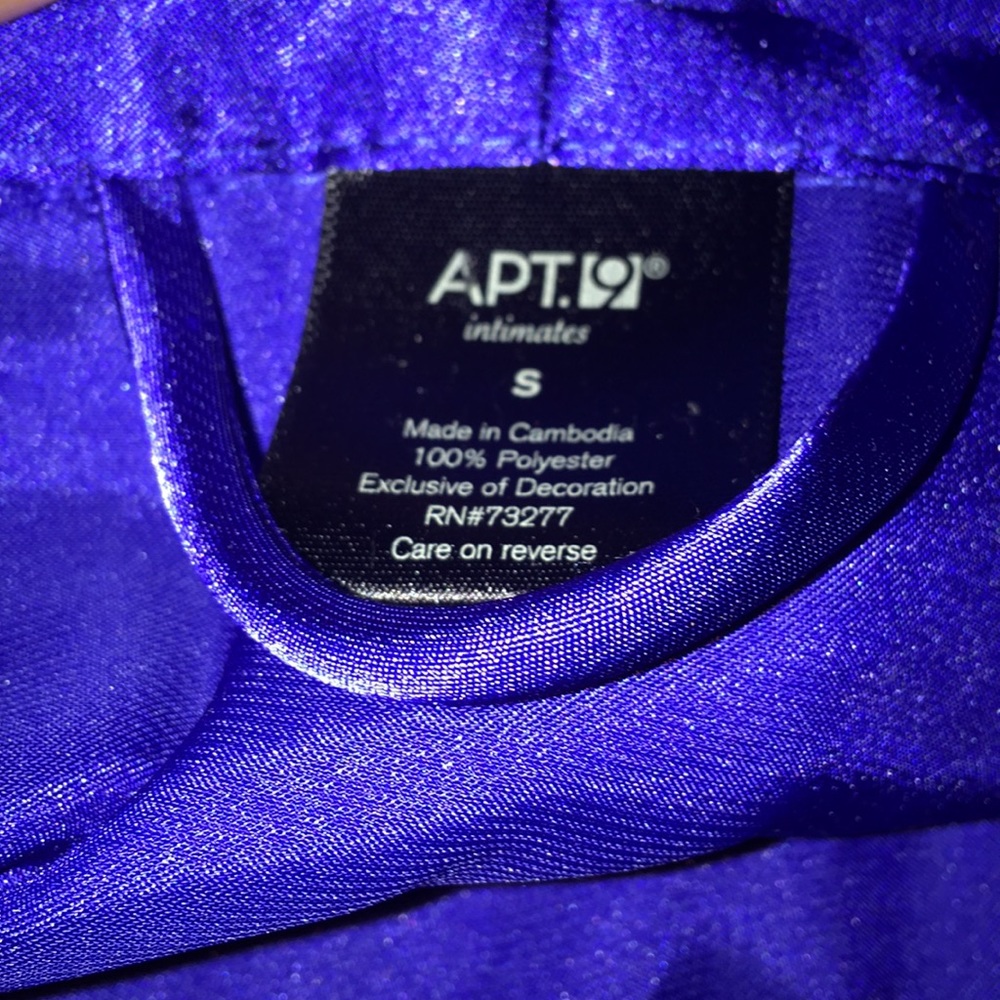 APT.9®
intimates
S
Made in Cambodia
100% Polyester
Exclusive of Decoration
RN#73277
Care on reverse